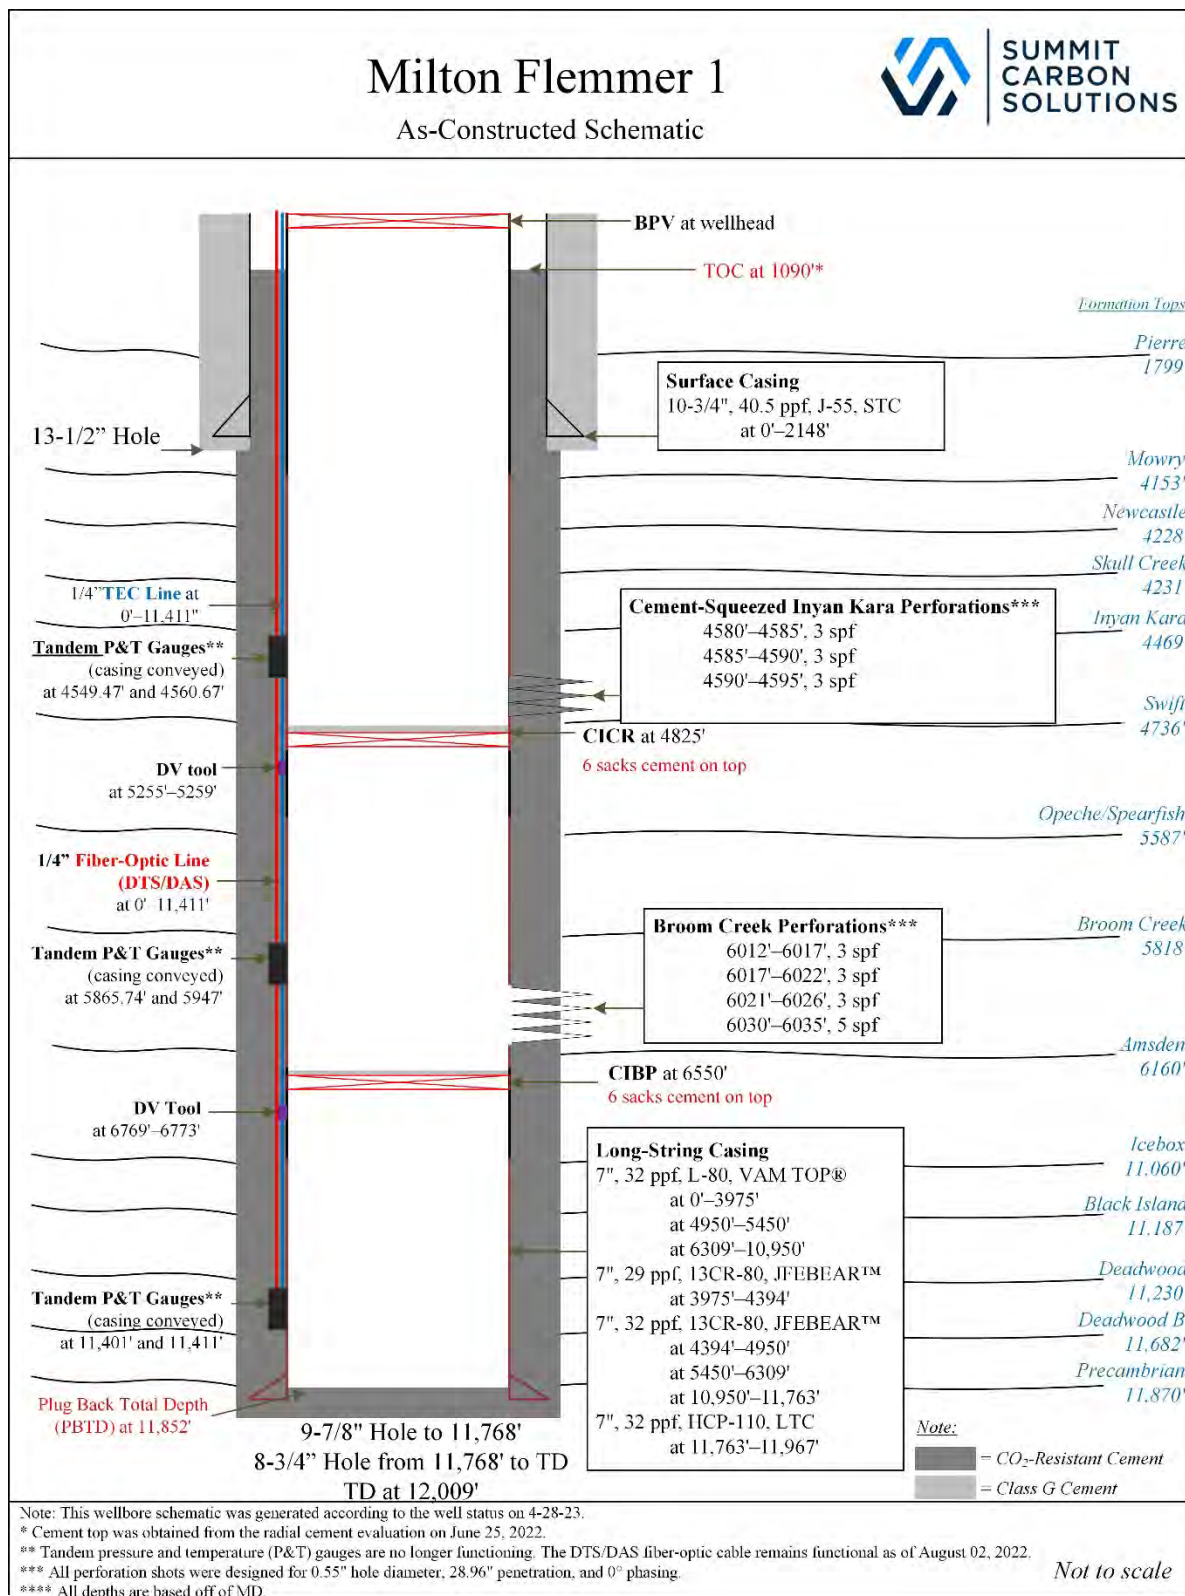 Milton Flemmer 1
As-Constructed Schematic
SUMMIT
CARBON
SOLUTIONS
BPV at wellhead
TOC at 1090'*
Formation Tops
Pierre
1799'
Surface Casing
10-3/4", 40.5 ppf, J-55, STC
at 0'–2148'
13-1/2” Hole
Mowry
4153'
Newcastle
4228'
Skull Creek
4231'
1/4”TEC Line at
0'–11,411"
Cement-Squeezed Inyan Kara Perforations***
4580'–4585', 3 spf
4585'–4590', 3 spf
4590'–4595', 3 spf
Inyan Kara
4469'
Tandem P&T Gauges**
(casing conveyed)
at 4549.47' and 4560.67'
Swift
4736'
CICR at 4825'
6 sacks cement on top
DV tool
at 5255'–5259'
Opeche/Spearfish
5587'
1/4” Fiber-Optic Line
(DTS/DAS)
at 0'–11,411'
Broom Creek Perforations***
6012'–6017', 3 spf
6017'–6022', 3 spf
6021'–6026', 3 spf
6030'–6035', 5 spf
Broom Creek
5818'
Tandem P&T Gauges**
(casing conveyed)
at 5865.74' and 5947'
Amsden
6160'
CIBP at 6550'
6 sacks cement on top
DV Tool
at 6769'–6773'
Long-String Casing
7", 32 ppf, L-80, VAM TOP®
at 0'–3975'
at 4950'–5450'
at 6309'–10,950'
7", 29 ppf, 13CR-80, JFEBEAR™
at 3975'–4394'
7", 32 ppf, 13CR-80, JFEBEAR™
at 4394'–4950'
at 5450'–6309'
at 10,950'–11,763'
7", 32 ppf, HCP-110, LTC
at 11,763'–11,967'
Icebox
11,060'
Black Island
11,187'
Deadwood
11,230'
Deadwood B
11,682'
Precambrian
11,870'
Tandem P&T Gauges**
(casing conveyed)
at 11,401' and 11,411'
Plug Back Total Depth
(PBTD) at 11,852'
9-7/8" Hole to 11,768'
8-3/4” Hole from 11,768' to TD
TD at 12,009'
Note:
= CO₂-Resistant Cement
= Class G Cement
Note: This wellbore schematic was generated according to the well status on 4-28-23.
* Cement top was obtained from the radial cement evaluation on June 25, 2022.
** Tandem pressure and temperature (P&T) gauges are no longer functioning. The DTS/DAS fiber-optic cable remains functional as of August 02, 2022.
*** All perforation shots were designed for 0.55" hole diameter, 28.96" penetration, and 0° phasing.
**** All depths are based off of MD.
Not to scale